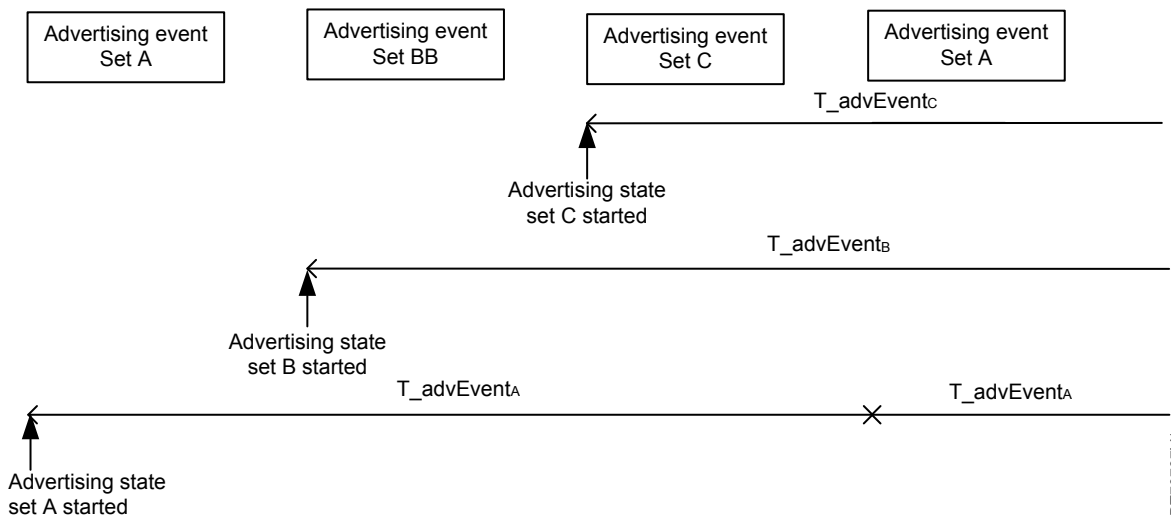 Advertising event
Set A
Advertising event
Set BB
Advertising event
Set C
Advertising event
Set A
T_advEventC
Advertising state
set C started
T_advEventB
Advertising state
set B started
T_advEventA
T_advEventA
Advertising state
set A started